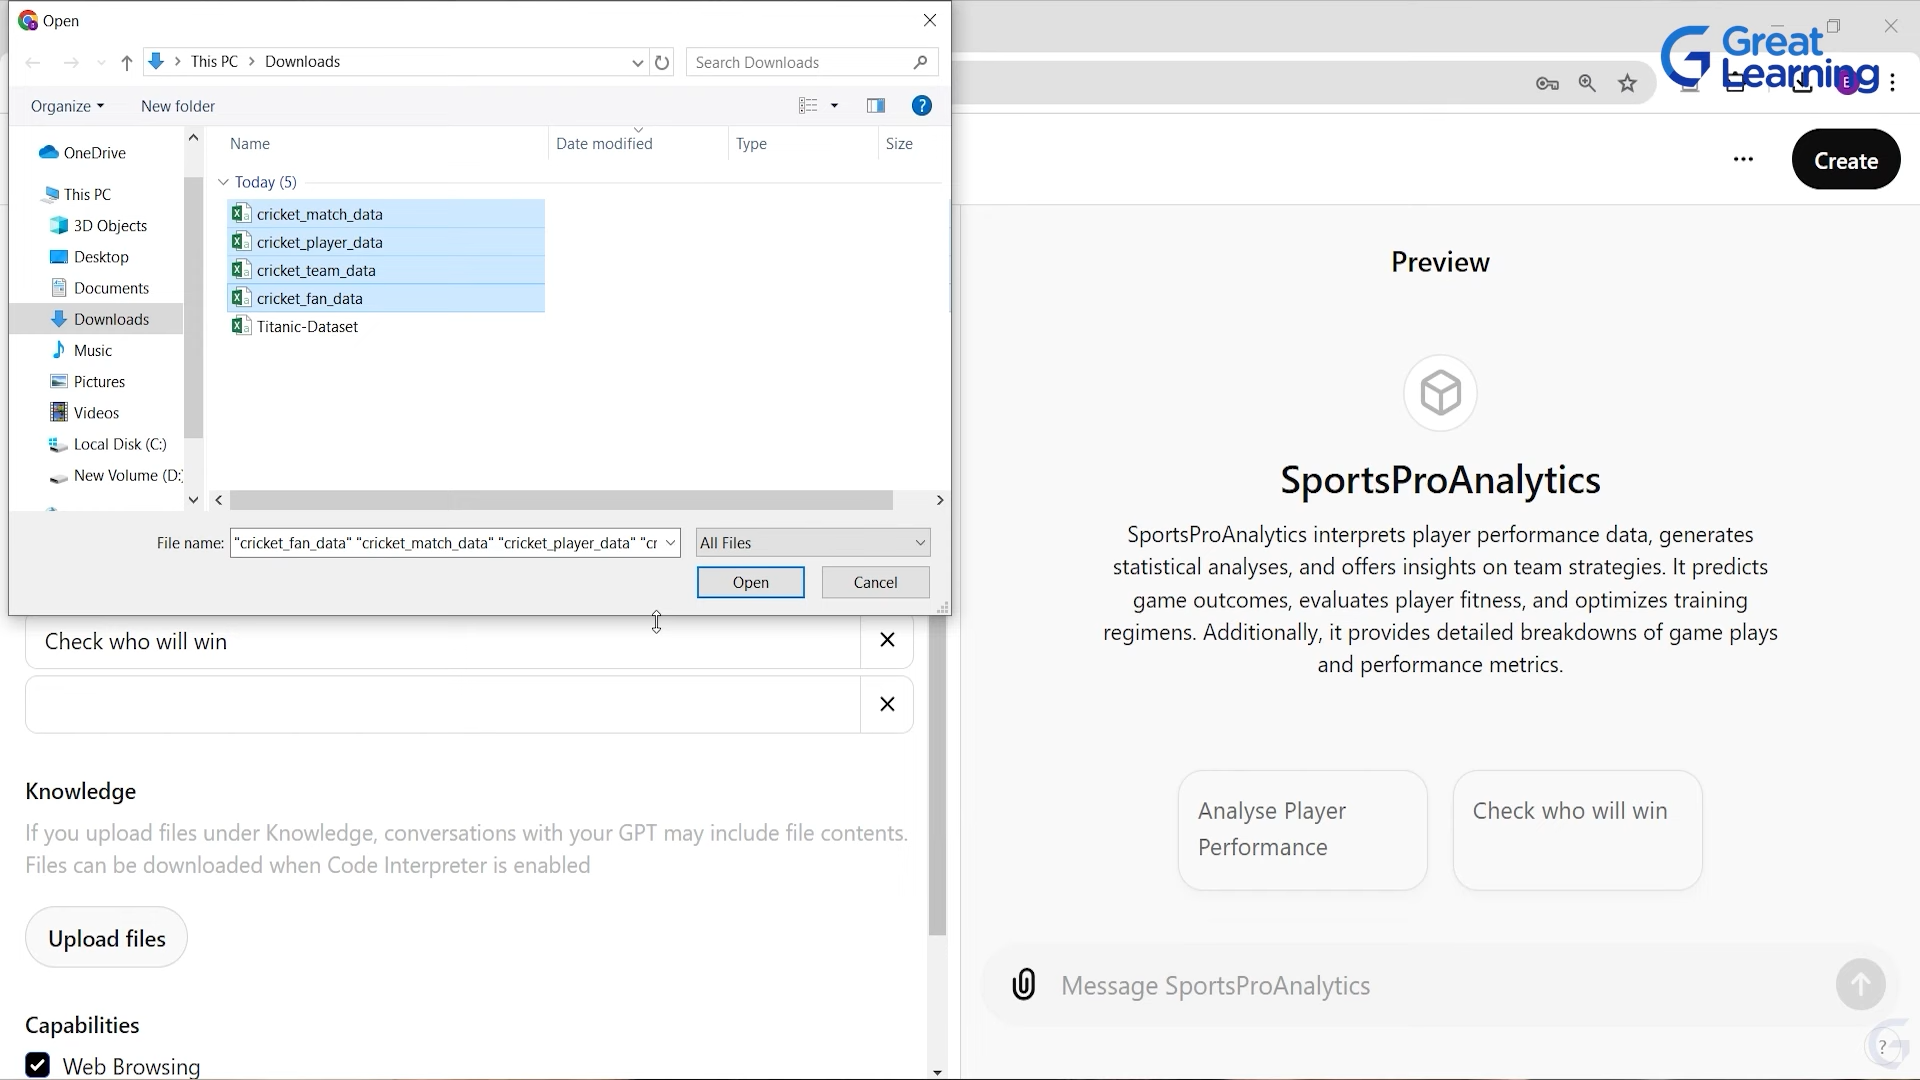 Open
This PC > Downloads
Search Downloads
Organize
New folder
?
OneDrive
This PC
3D Objects
Desktop
Documents
Downloads
Music
Pictures
Videos
Local Disk (C:)
New Volume (D:
Name
Date modified
Type
Size
Today (5)
cricket_match_data
cricket_player_data
cricket_team_data
cricket_fan_data
Titanic-Dataset
File name:
"cricket_fan_data" "cricket_match_data" "cricket_player_data" "cr
All Files
Open
Cancel
Check who will win
Knowledge
If you upload files under Knowledge, conversations with your GPT may include file contents.
Files can be downloaded when Code Interpreter is enabled
Upload files
Capabilities
Web Browsing
Great
Learning
E
Create
Preview
SportsProAnalytics
SportsProAnalytics interprets player performance data, generates
statistical analyses, and offers insights on team strategies. It predicts
game outcomes, evaluates player fitness, and optimizes training
regimens. Additionally, it provides detailed breakdowns of game plays
and performance metrics.
Analyse Player
Performance
Check who will win
Message SportsProAnalytics
?